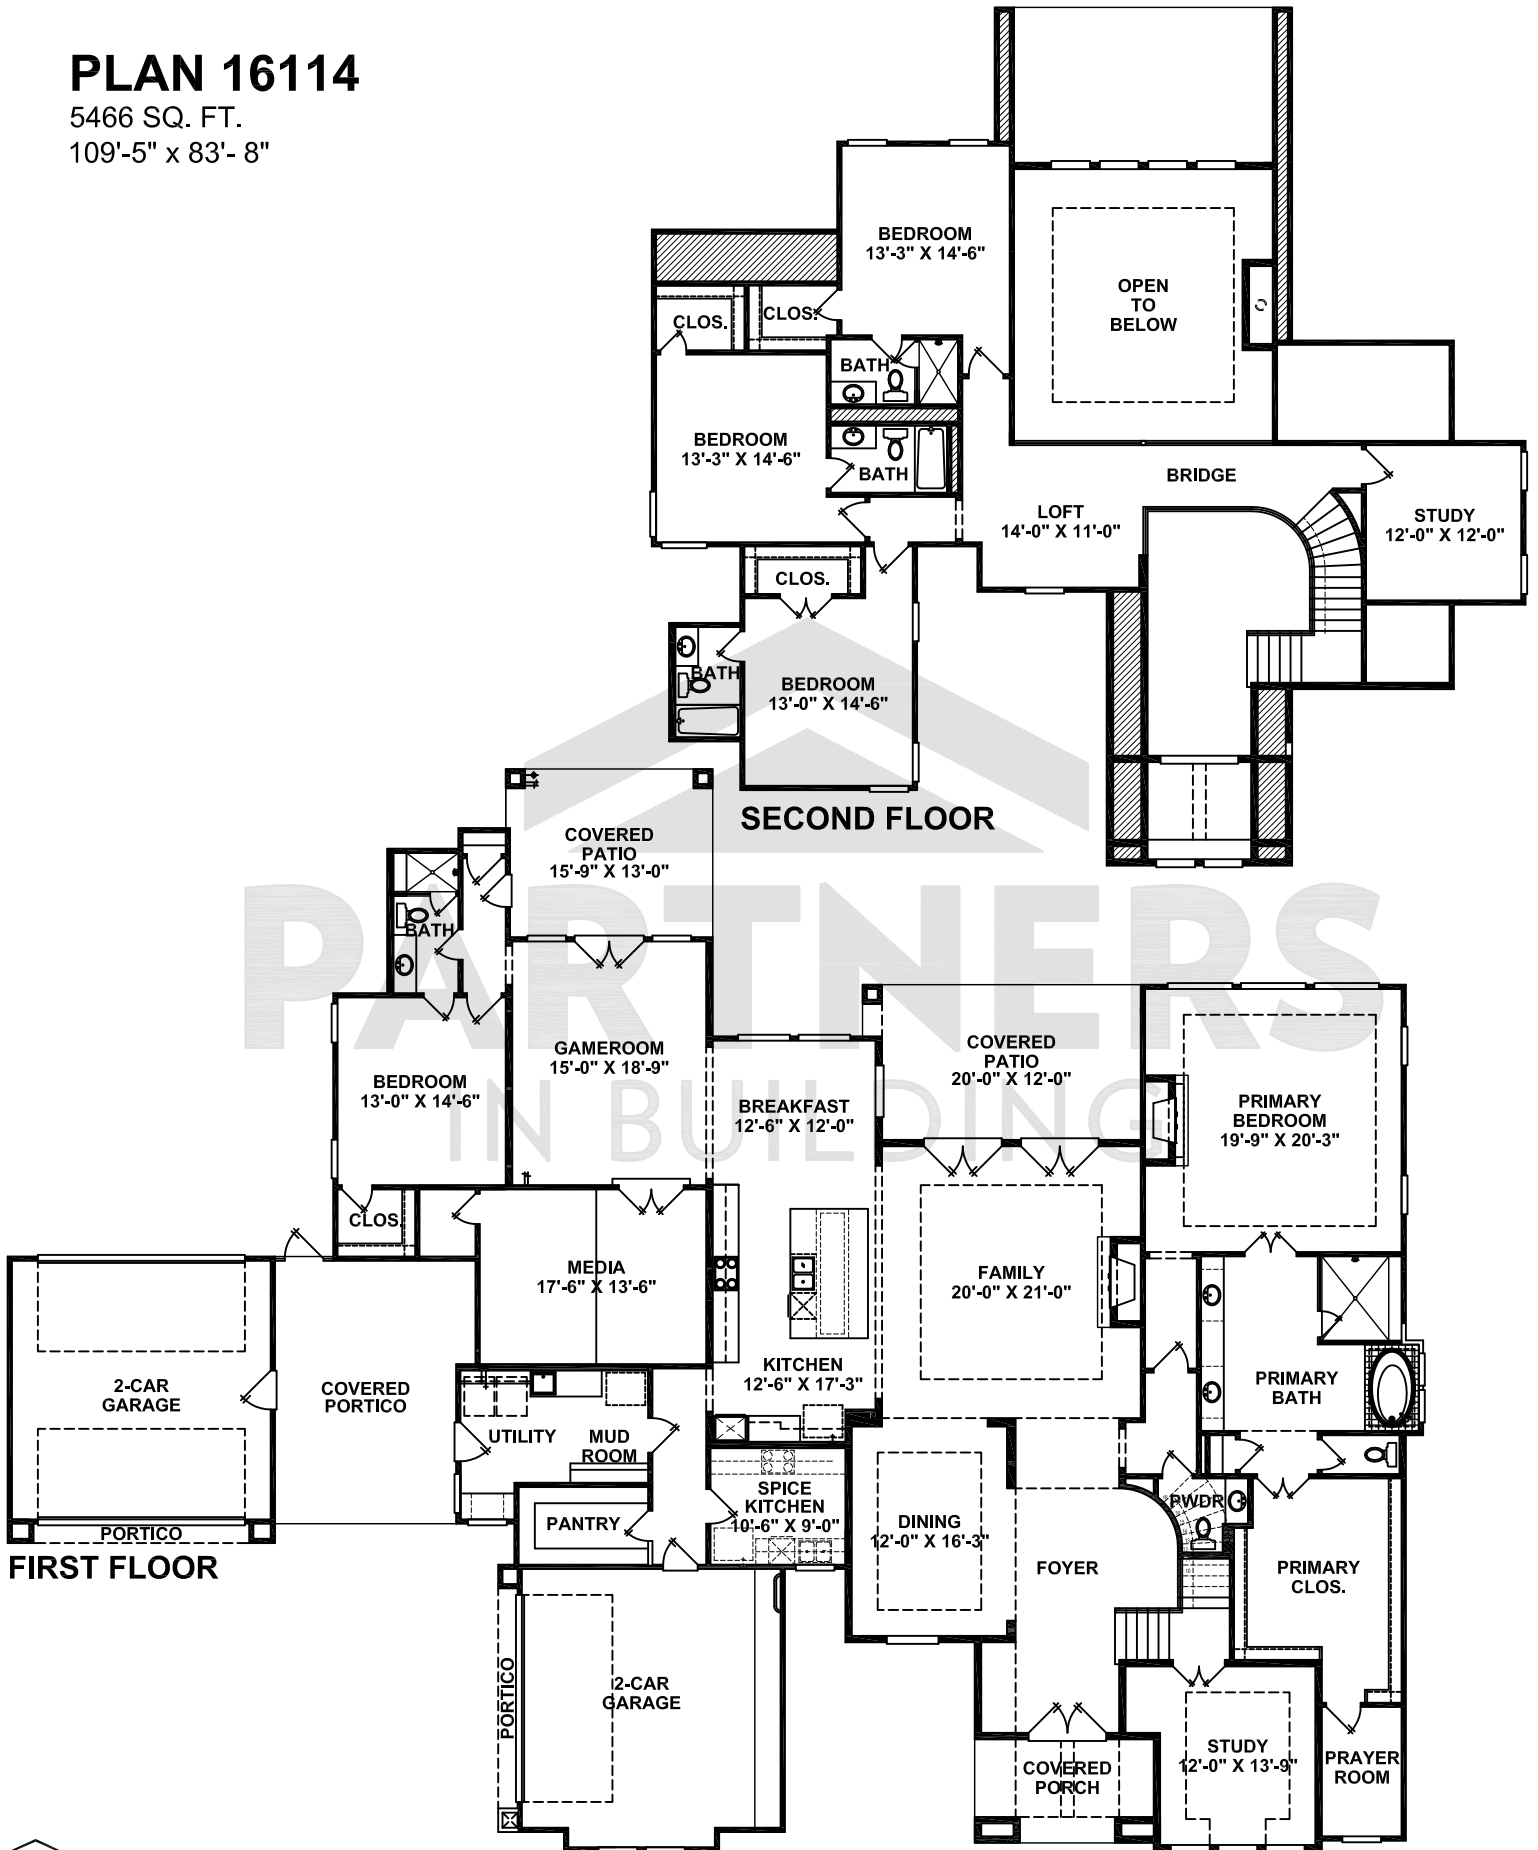 PLAN 16114
5466 SQ. FT.
109'-5" x 83'- 8"
BEDROOM
13'-3" X 14'-6"
OPEN
TO
BELOW
CLOS.
CLOS.
BATH
BEDROOM
13'-3" X 14'-6"
BATH
BRIDGE
LOFT
14'-0" X 11'-0"
STUDY
12'-0" X 12'-0"
CLOS.
BATH
BEDROOM
13'-0" X 14'-6"
SECOND FLOOR
PARTNERS
IN BUILDING
COVERED
PATIO
15'-9" X 13'-0"
BATH
GAMEROOM
15'-0" X 18'-9"
BEDROOM
13'-0" X 14'-6"
BREAKFAST
12'-6" X 12'-0"
COVERED
PATIO
20'-0" X 12'-0"
PRIMARY
BEDROOM
19'-9" X 20'-3"
CLOS.
MEDIA
17'-6" X 13'-6"
FAMILY
20'-0" X 21'-0"
KITCHEN
12'-6" X 17'-3"
2-CAR
GARAGE
COVERED
PORTICO
PRIMARY
BATH
UTILITY
MUD
ROOM
SPICE
KITCHEN
10'-6" X 9'-0"
PANTRY
PORTICO
FIRST FLOOR
DINING
12'-0" X 16'-3"
PWDR
FOYER
PRIMARY
CLOS.
PORTICO
2-CAR
GARAGE
COVERED
PORCH
STUDY
12'-0" X 13'-9"
PRAYER
ROOM